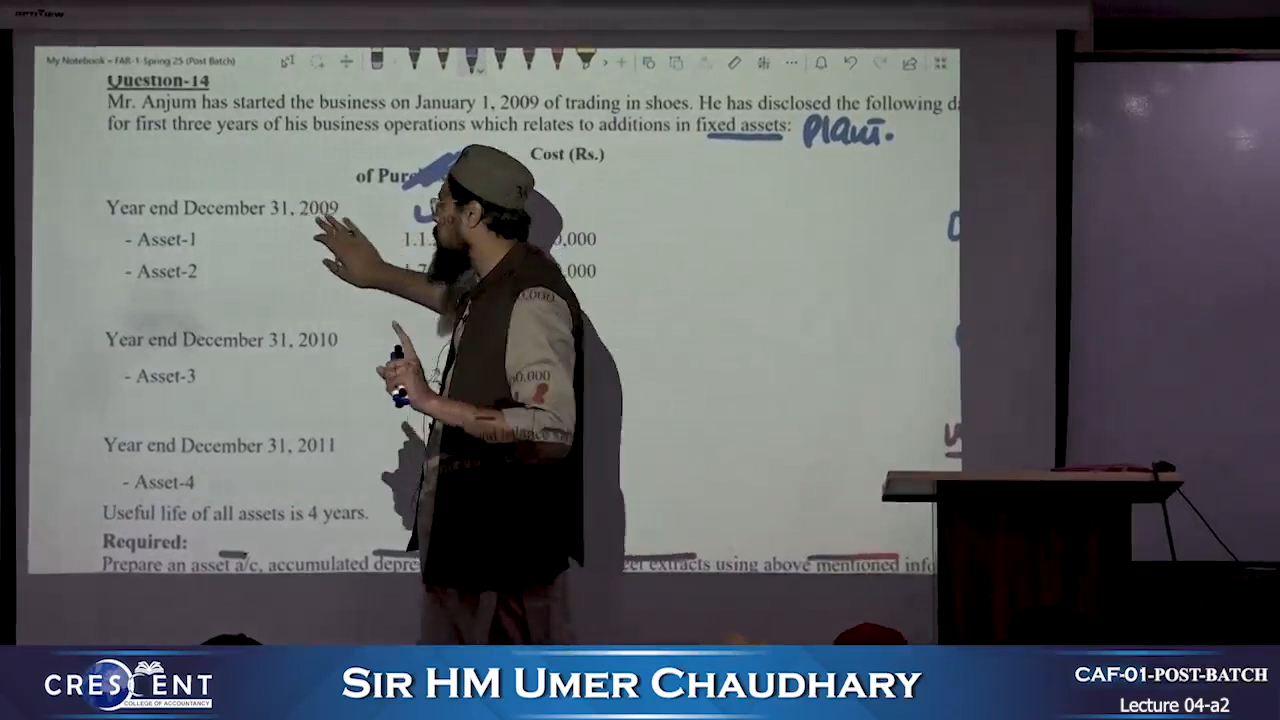 OPTIVIEW
My Notebook - FAR-1-Spring 25 (Post Batch)
Question-14
Mr. Anjum has started the business on January 1, 2009 of trading in shoes. He has disclosed the following
for first three years of his business operations which relates to additions in fixed assets: Plant.
Cost (Rs.)
of
Year end December 31, 2009
- Asset-1
- Asset-2
Year end December 31, 2010
- Asset-3
Year end December 31, 2011
- Asset-4
Useful life of all assets is 4 years.
Required:
Prepare an asset a/c, accumulated extracts using above mentioned
CRESCENT
COLLEGE OF ACCOUNTANCY
SIR HM UMER CHAUDHARY
CAF-01-POST-BATCH
Lecture 04-a2